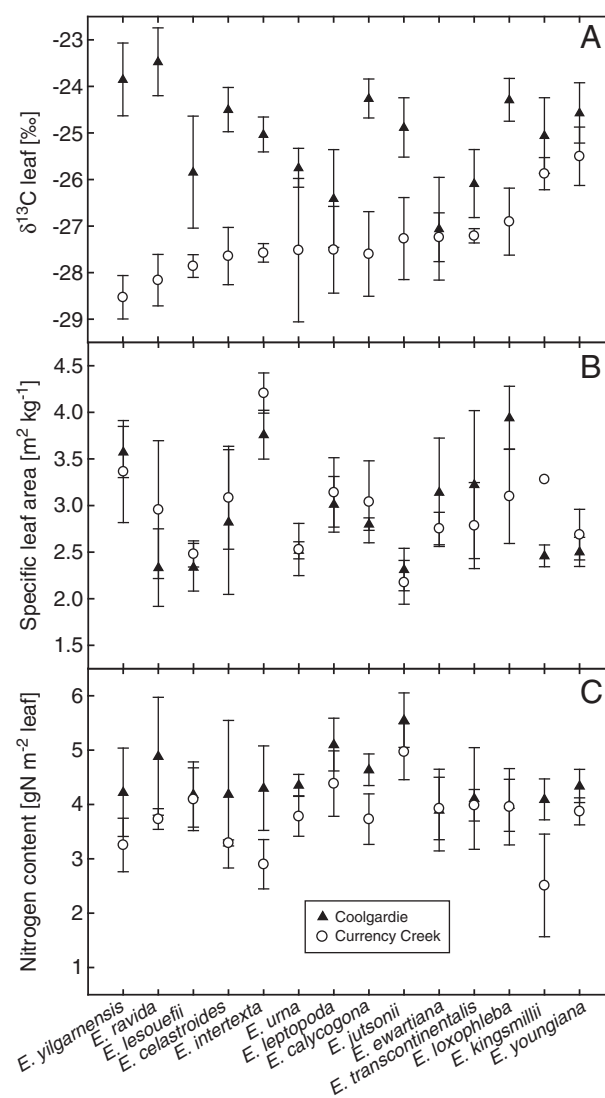 A
-23
-24
-25
-26
-27
-28
-29
δ¹³C leaf [‰]
B
4.5
4.0
3.5
3.0
2.5
2.0
1.5
Specific leaf area [m² kg⁻¹]
C
6
5
4
3
2
1
Nitrogen content [gN m⁻² leaf]
Coolgardie
Currency Creek
E. yilgarnensis
E. ravida
E. lesouefii
E. celastroides
E. intertexta
E. urna
E. leptopoda
E. calycogona
E. jutsonii
E. ewartiana
E. transcontinentalis
E. loxophleba
E. kingsmillii
E. youngiana